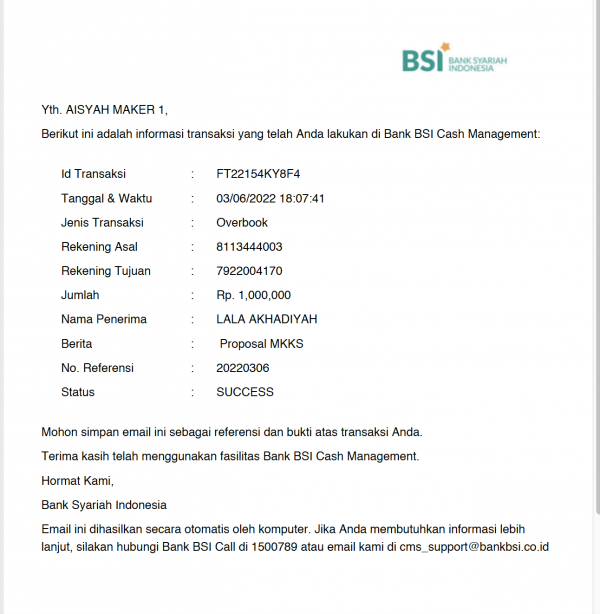 BSI BANK SYARIAH
INDONESIA
Yth. AISYAH MAKER 1,
Berikut ini adalah informasi transaksi yang telah Anda lakukan di Bank BSI Cash Management:
Id Transaksi : FT22154KY8F4
Tanggal & Waktu : 03/06/2022 18:07:41
Jenis Transaksi : Overbook
Rekening Asal : 8113444003
Rekening Tujuan : 7922004170
Jumlah : Rp. 1,000,000
Nama Penerima : LALA AKHADIYAH
Berita : Proposal MKKS
No. Referensi : 20220306
Status : SUCCESS
Mohon simpan email ini sebagai referensi dan bukti atas transaksi Anda.
Terima kasih telah menggunakan fasilitas Bank BSI Cash Management.
Hormat Kami,
Bank Syariah Indonesia
Email ini dihasilkan secara otomatis oleh komputer. Jika Anda membutuhkan informasi lebih
lanjut, silakan hubungi Bank BSI Call di 1500789 atau email kami di cms_support@bankbsi.co.id